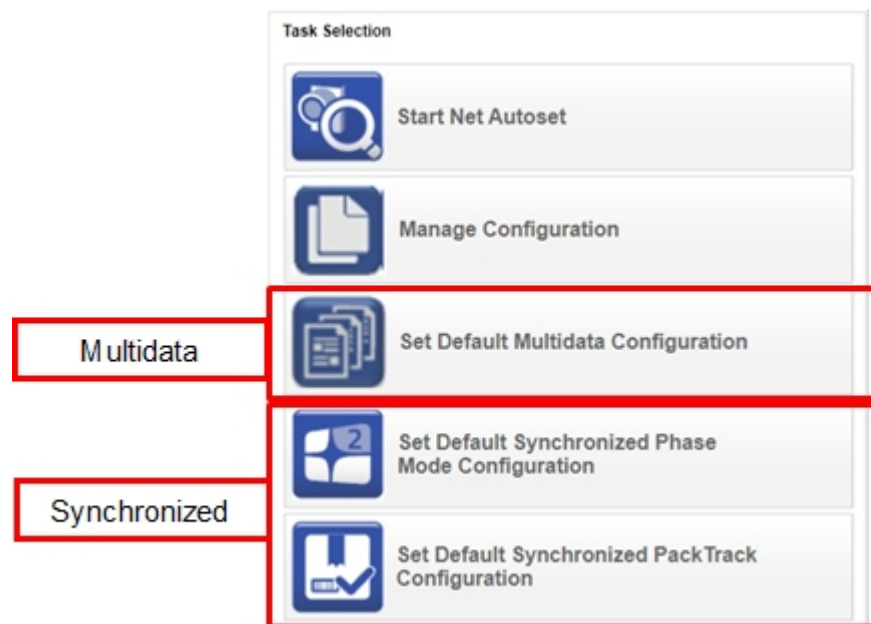 Task Selection
Start Net Autoset
Manage Configuration
Multidata
Set Default Multidata Configuration
2
Set Default Synchronized Phase
Mode Configuration
Synchronized
Set Default Synchronized PackTrack
Configuration